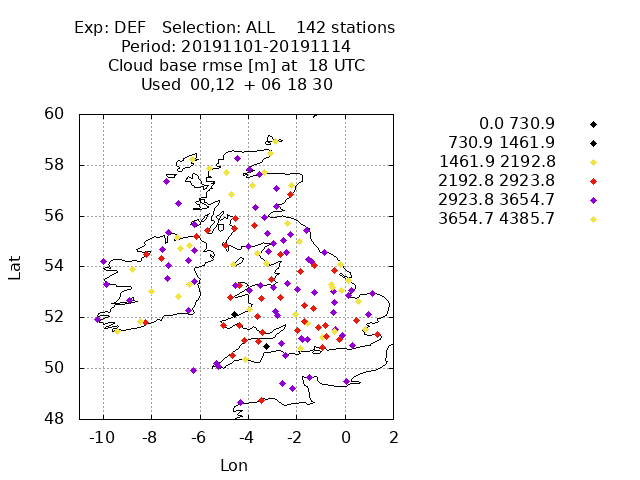 Exp: DEF   Selection: ALL    142 stations
Period: 20191101-20191114
Cloud base rmse [m] at  18 UTC
Used  00,12  + 06 18 30
0.0 730.9
730.9 1461.9
1461.9 2192.8
2192.8 2923.8
2923.8 3654.7
3654.7 4385.7
60
58
56
54
52
50
48
Lat
-10 -8 -6 -4 -2 0 2
Lon